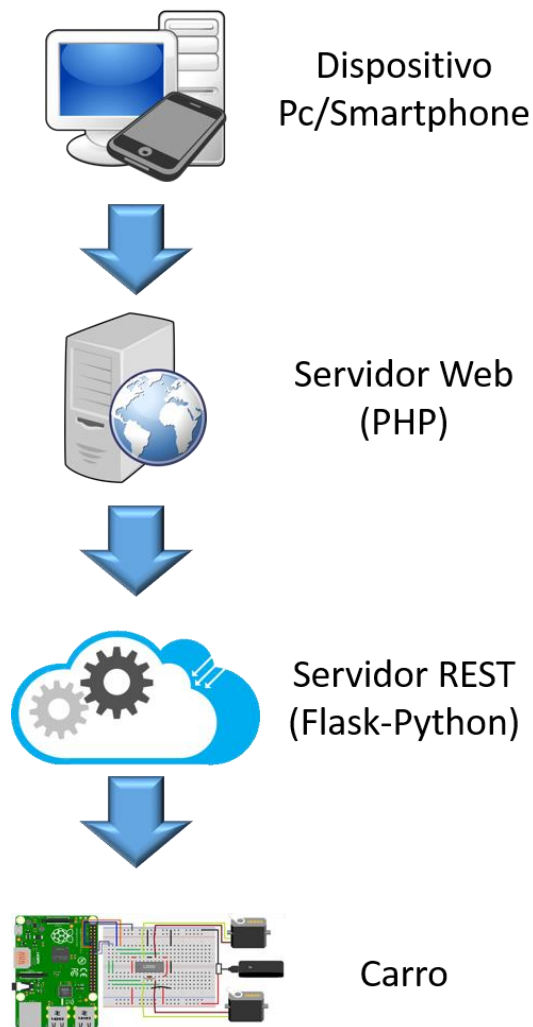 Dispositivo
Pc/Smartphone
Servidor Web
(PHP)
Servidor REST
(Flask-Python)
Carro